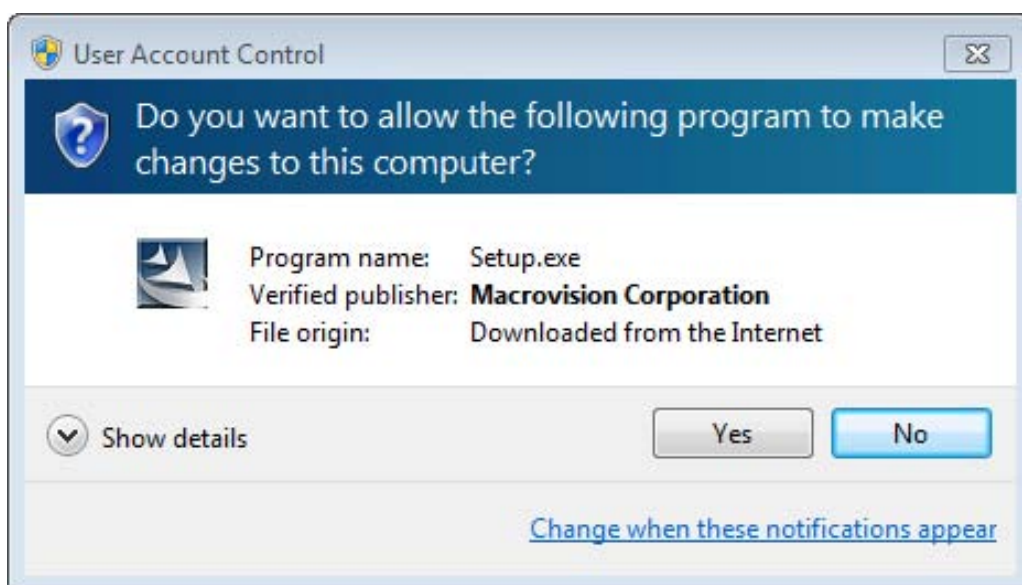 User Account Control
Do you want to allow the following program to make
changes to this computer?
Program name: Setup.exe
Verified publisher: Macrovision Corporation
File origin: Downloaded from the Internet
Show details
Yes
No
Change when these notifications appear